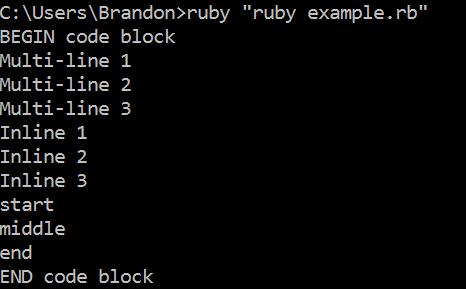 C:\Users\Brandon>ruby "ruby example.rb"
BEGIN code block
Multi-line 1
Multi-line 2
Multi-line 3
Inline 1
Inline 2
Inline 3
start
middle
end
END code block